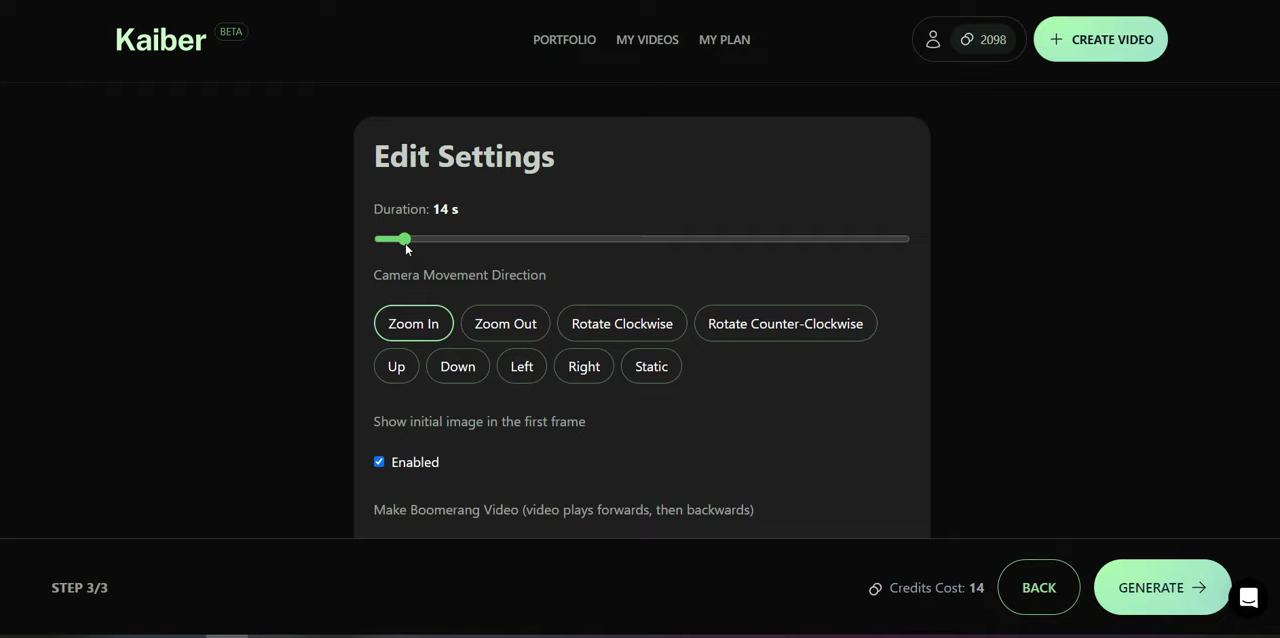 Kaiber BETA
PORTFOLIO MY VIDEOS MY PLAN
2098
+ CREATE VIDEO
Edit Settings
Duration: 14 s
Camera Movement Direction
Zoom In Zoom Out Rotate Clockwise Rotate Counter-Clockwise
Up Down Left Right Static
Show initial image in the first frame
Enabled
Make Boomerang Video (video plays forwards, then backwards)
STEP 3/3
Credits Cost: 14
BACK
GENERATE →